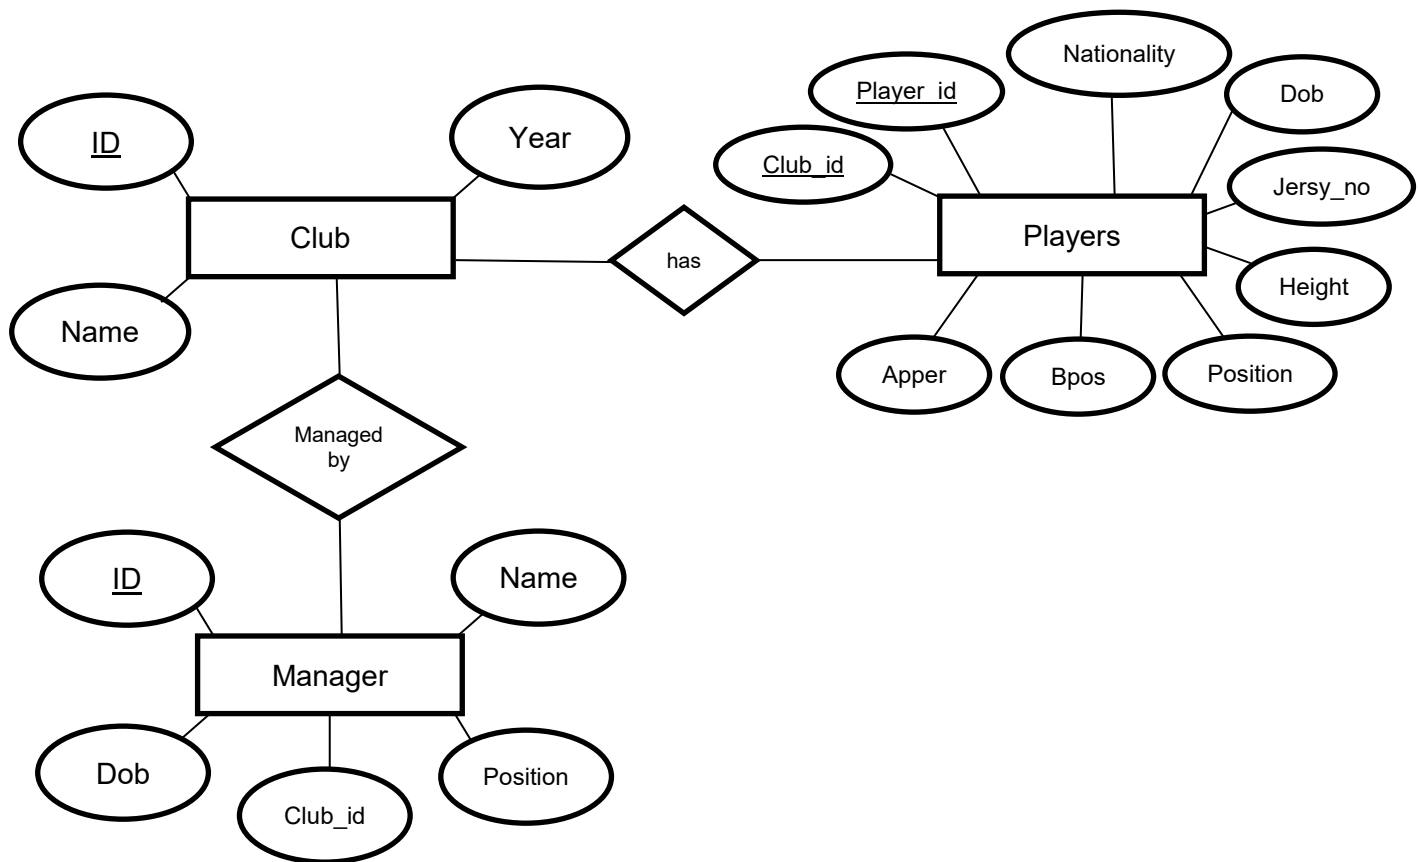 Nationality
Player_id
Dob
ID
Year
Club_id
Jersy_no
Club
has
Players
Height
Name
Apper
Bpos
Position
Managed
by
ID
Name
Manager
Dob
Club_id
Position